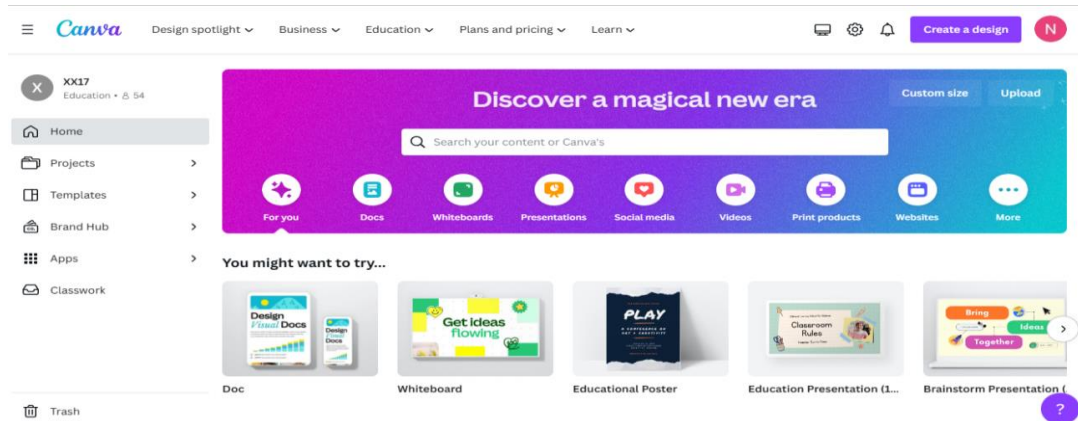 Canva
Design spotlight
Business
Education
Plans and pricing
Learn
Create a design
N
X
XX17
Education • 54
Home
Projects
Templates
Brand Hub
Apps
Classwork
Trash
Discover a magical new era
Custom size
Upload
Search your content or Canva's
For you
Docs
Whiteboards
Presentations
Social media
Videos
Print products
Websites
More
You might want to try...
Design
Visual Docs
Design
Visual
Docs
Get ideas
flowing
PLAY
Classroom
Rules
Bring
Ideas
Together
Doc
Whiteboard
Educational Poster
Education Presentation (1...
Brainstorm Presentation (
?